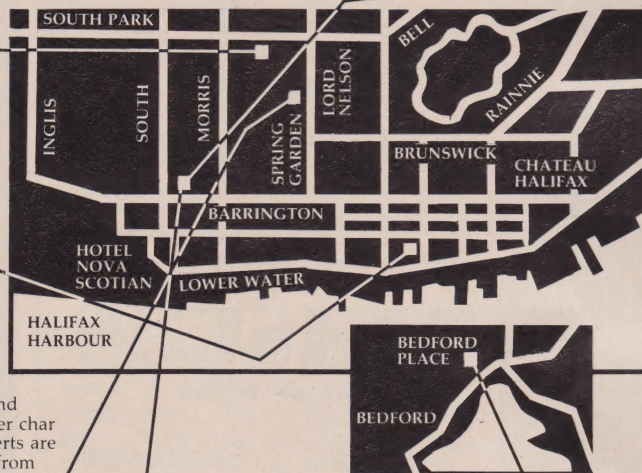 SOUTH PARK
BELL
INGLIS
SOUTH
MORRIS
SPRING
GARDEN
LORD
NELSON
RAINNIE
BRUNSWICK
CHATEAU
HALIFAX
BARRINGTON
HOTEL
NOVA
SCOTIAN
LOWER WATER
HALIFAX
HARBOUR
BEDFORD
PLACE
BEDFORD
nd
er char
erts are
from